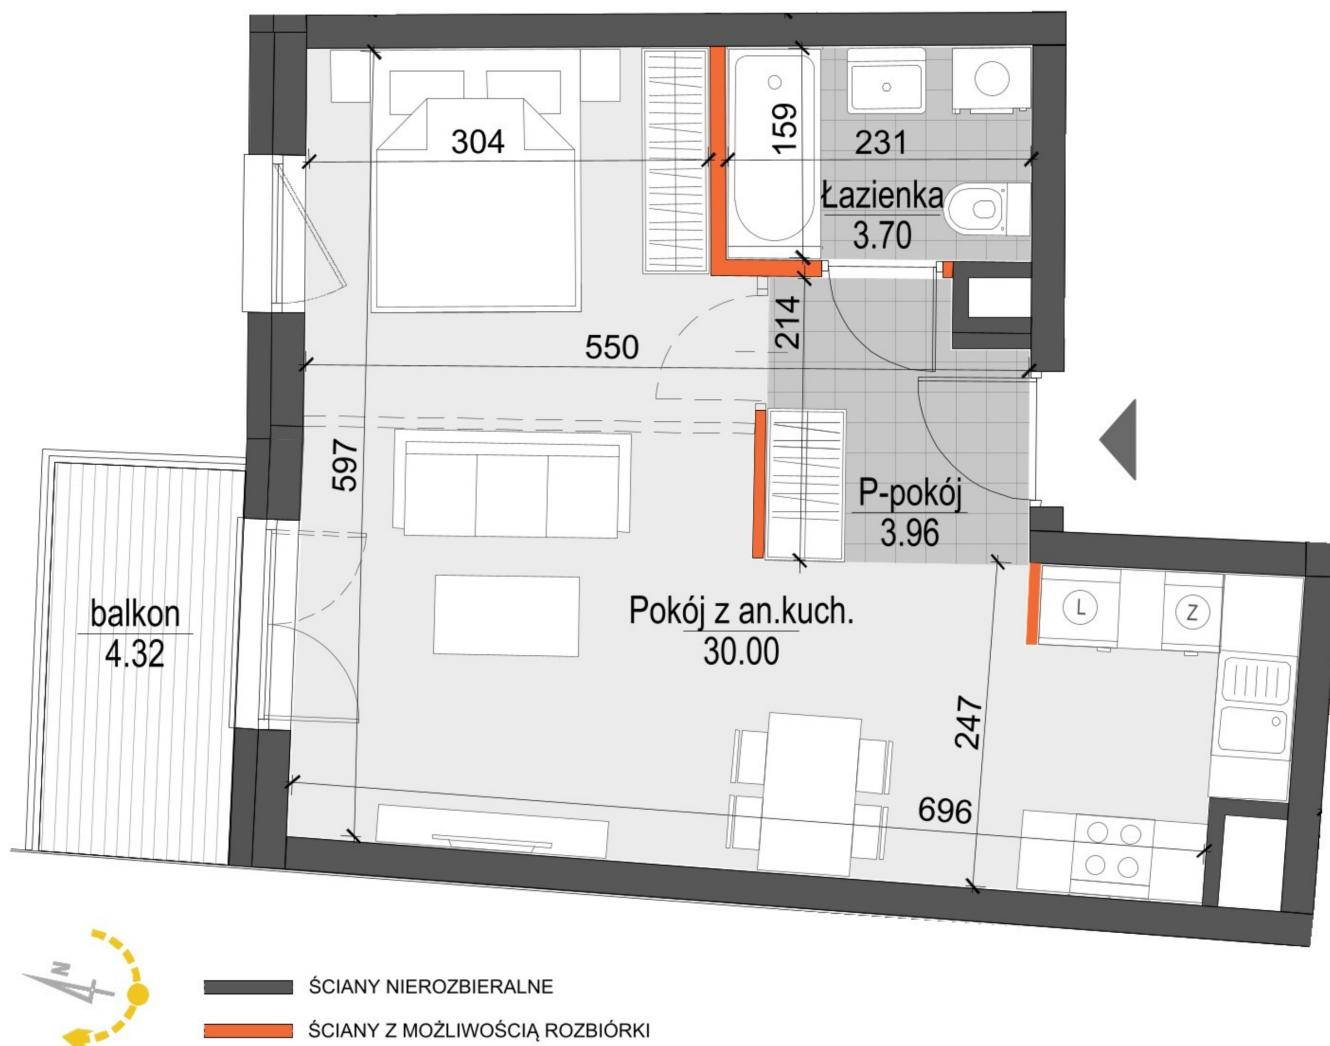 304
159
231
Łazienka
3.70
214
550
597
P-pokój
3.96
balkon
4.32
Pokój z an.kuch.
30.00
L
Z
247
696
N
ŚCIANY NIEROZBIERALNE
ŚCIANY Z MOŻLIWOŚCIĄ ROZBIÓRKI